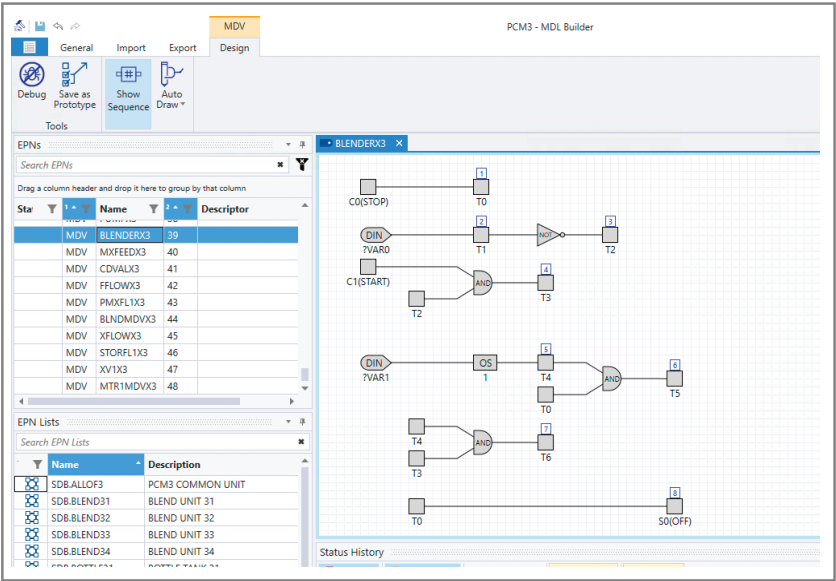 MDV
PCM3 - MDL Builder
General Import Export Design
Debug
Save as Prototype
Show Sequence
Auto Draw
Tools
EPNs
Search EPNs
Drag a column header and drop it here to group by that column
Sta 1 Name 2 Descriptor
MDV BLENDERX3 39
MDV MXFEEDX3 40
MDV CDVALX3 41
MDV FFLOWX3 42
MDV PMXFL1X3 43
MDV BLNDMDVX3 44
MDV XFLOWX3 45
MDV STORFL1X3 46
MDV XV1X3 47
MDV MTR1MDVX3 48
EPN Lists
Search EPN Lists
Name Description
SDB.ALLOF3 PCM3 COMMON UNIT
SDB.BLEND31 BLEND UNIT 31
SDB.BLEND32 BLEND UNIT 32
SDB.BLEND33 BLEND UNIT 33
SDB.BLEND34 BLEND UNIT 34
BLENDERX3
1
C0(STOP) T0
2 3
DIN NOT
?VAR0 T1 T2
4
C1(START) AND
T2 T3
5 6
DIN OS
?VAR1 1 T4 AND T5
T0
7
T4 AND
T3 T6
8
T0 S0(OFF)
Status History